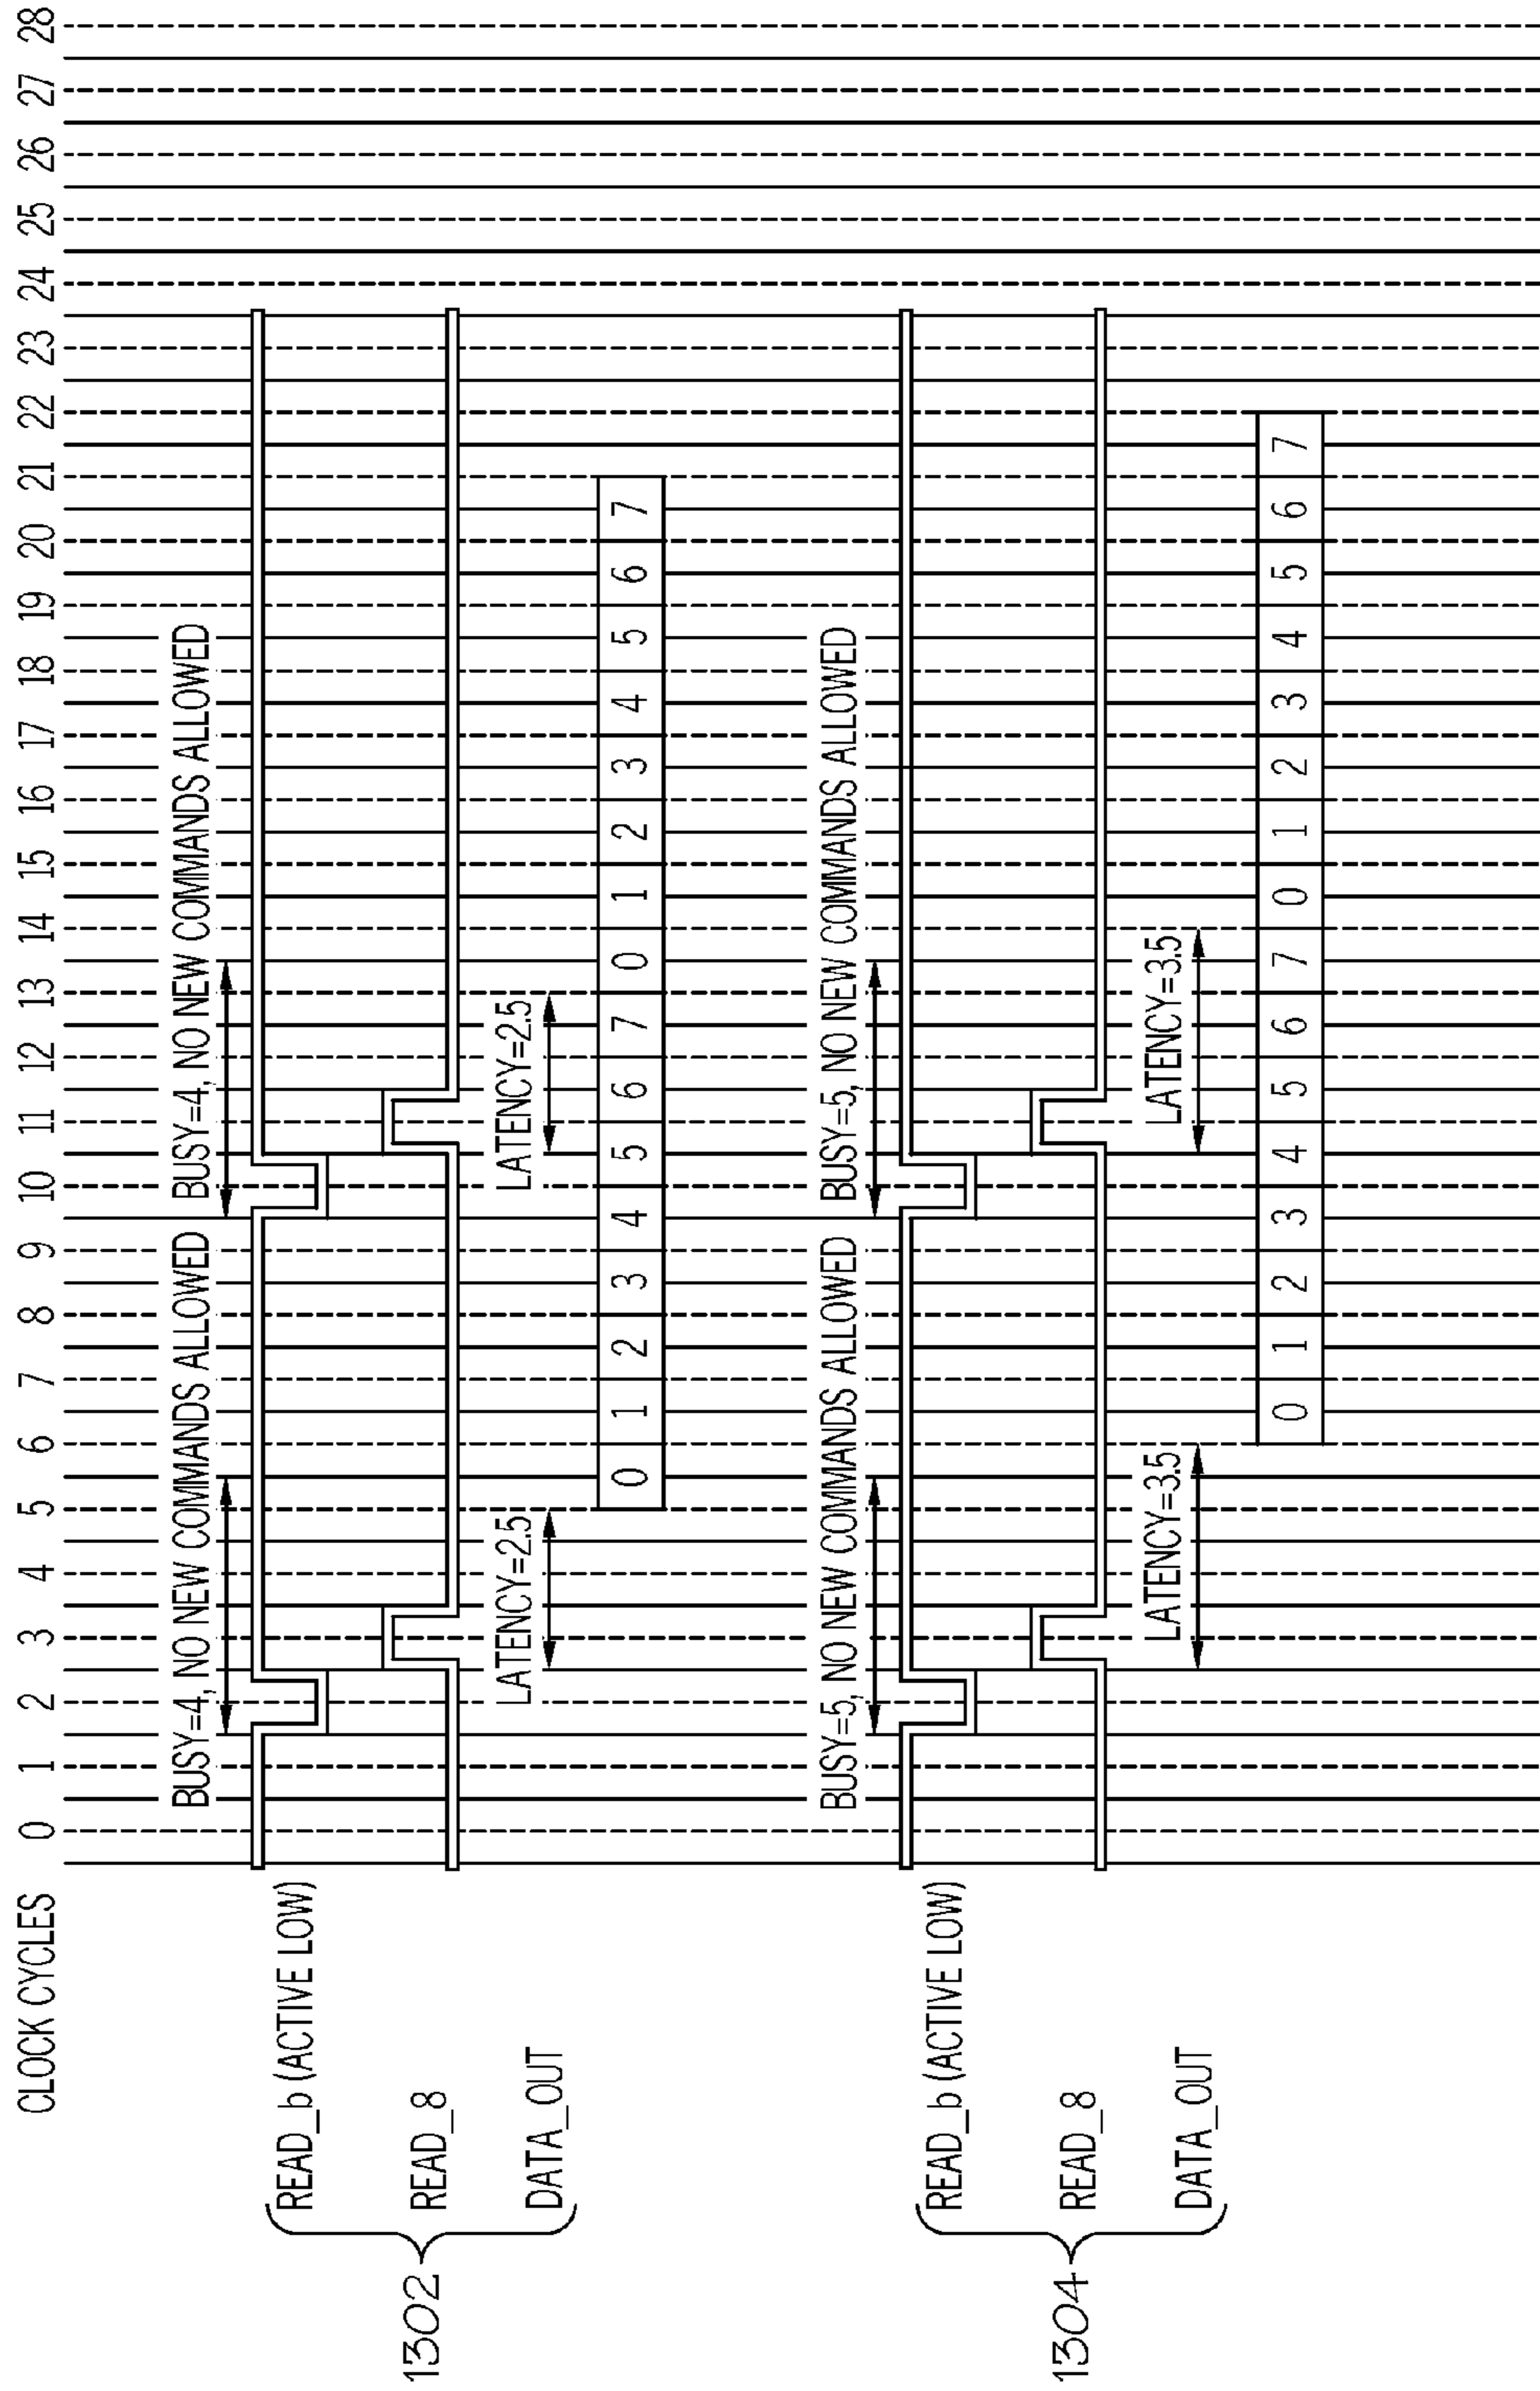 CLOCK CYCLES 0 1 2 3 4 5 6 7 8 9 10 11 12 13 14 15 16 17 18 19 20 21 22 23 24 25 26 27 28
BUSY=4, NO NEW COMMANDS ALLOWED BUSY=4, NO NEW COMMANDS ALLOWED
READ_b (ACTIVE LOW)
1302
READ_8
LATENCY=2.5 LATENCY=2.5
DATA_OUT
0 1 2 3 4 5 6 7 0 1 2 3 4 5 6 7
BUSY=5, NO NEW COMMANDS ALLOWED BUSY=5, NO NEW COMMANDS ALLOWED
READ_b (ACTIVE LOW)
1304
READ_8
LATENCY=3.5 LATENCY=3.5
DATA_OUT
0 1 2 3 4 5 6 7 0 1 2 3 4 5 6 7